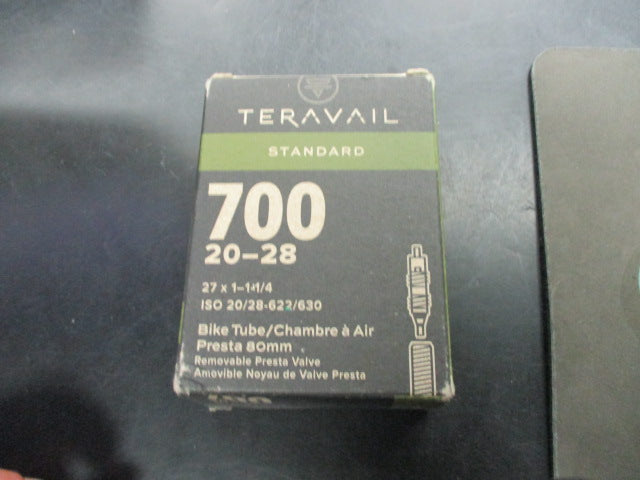 TERAVAIL
STANDARD
700
20–28
27 x 1–1-1/4
ISO 20/28-622/630
Bike Tube/Chambre à Air
Presta 80mm
Removable Presta Valve
Amovible Noyau de Valve Presta
700